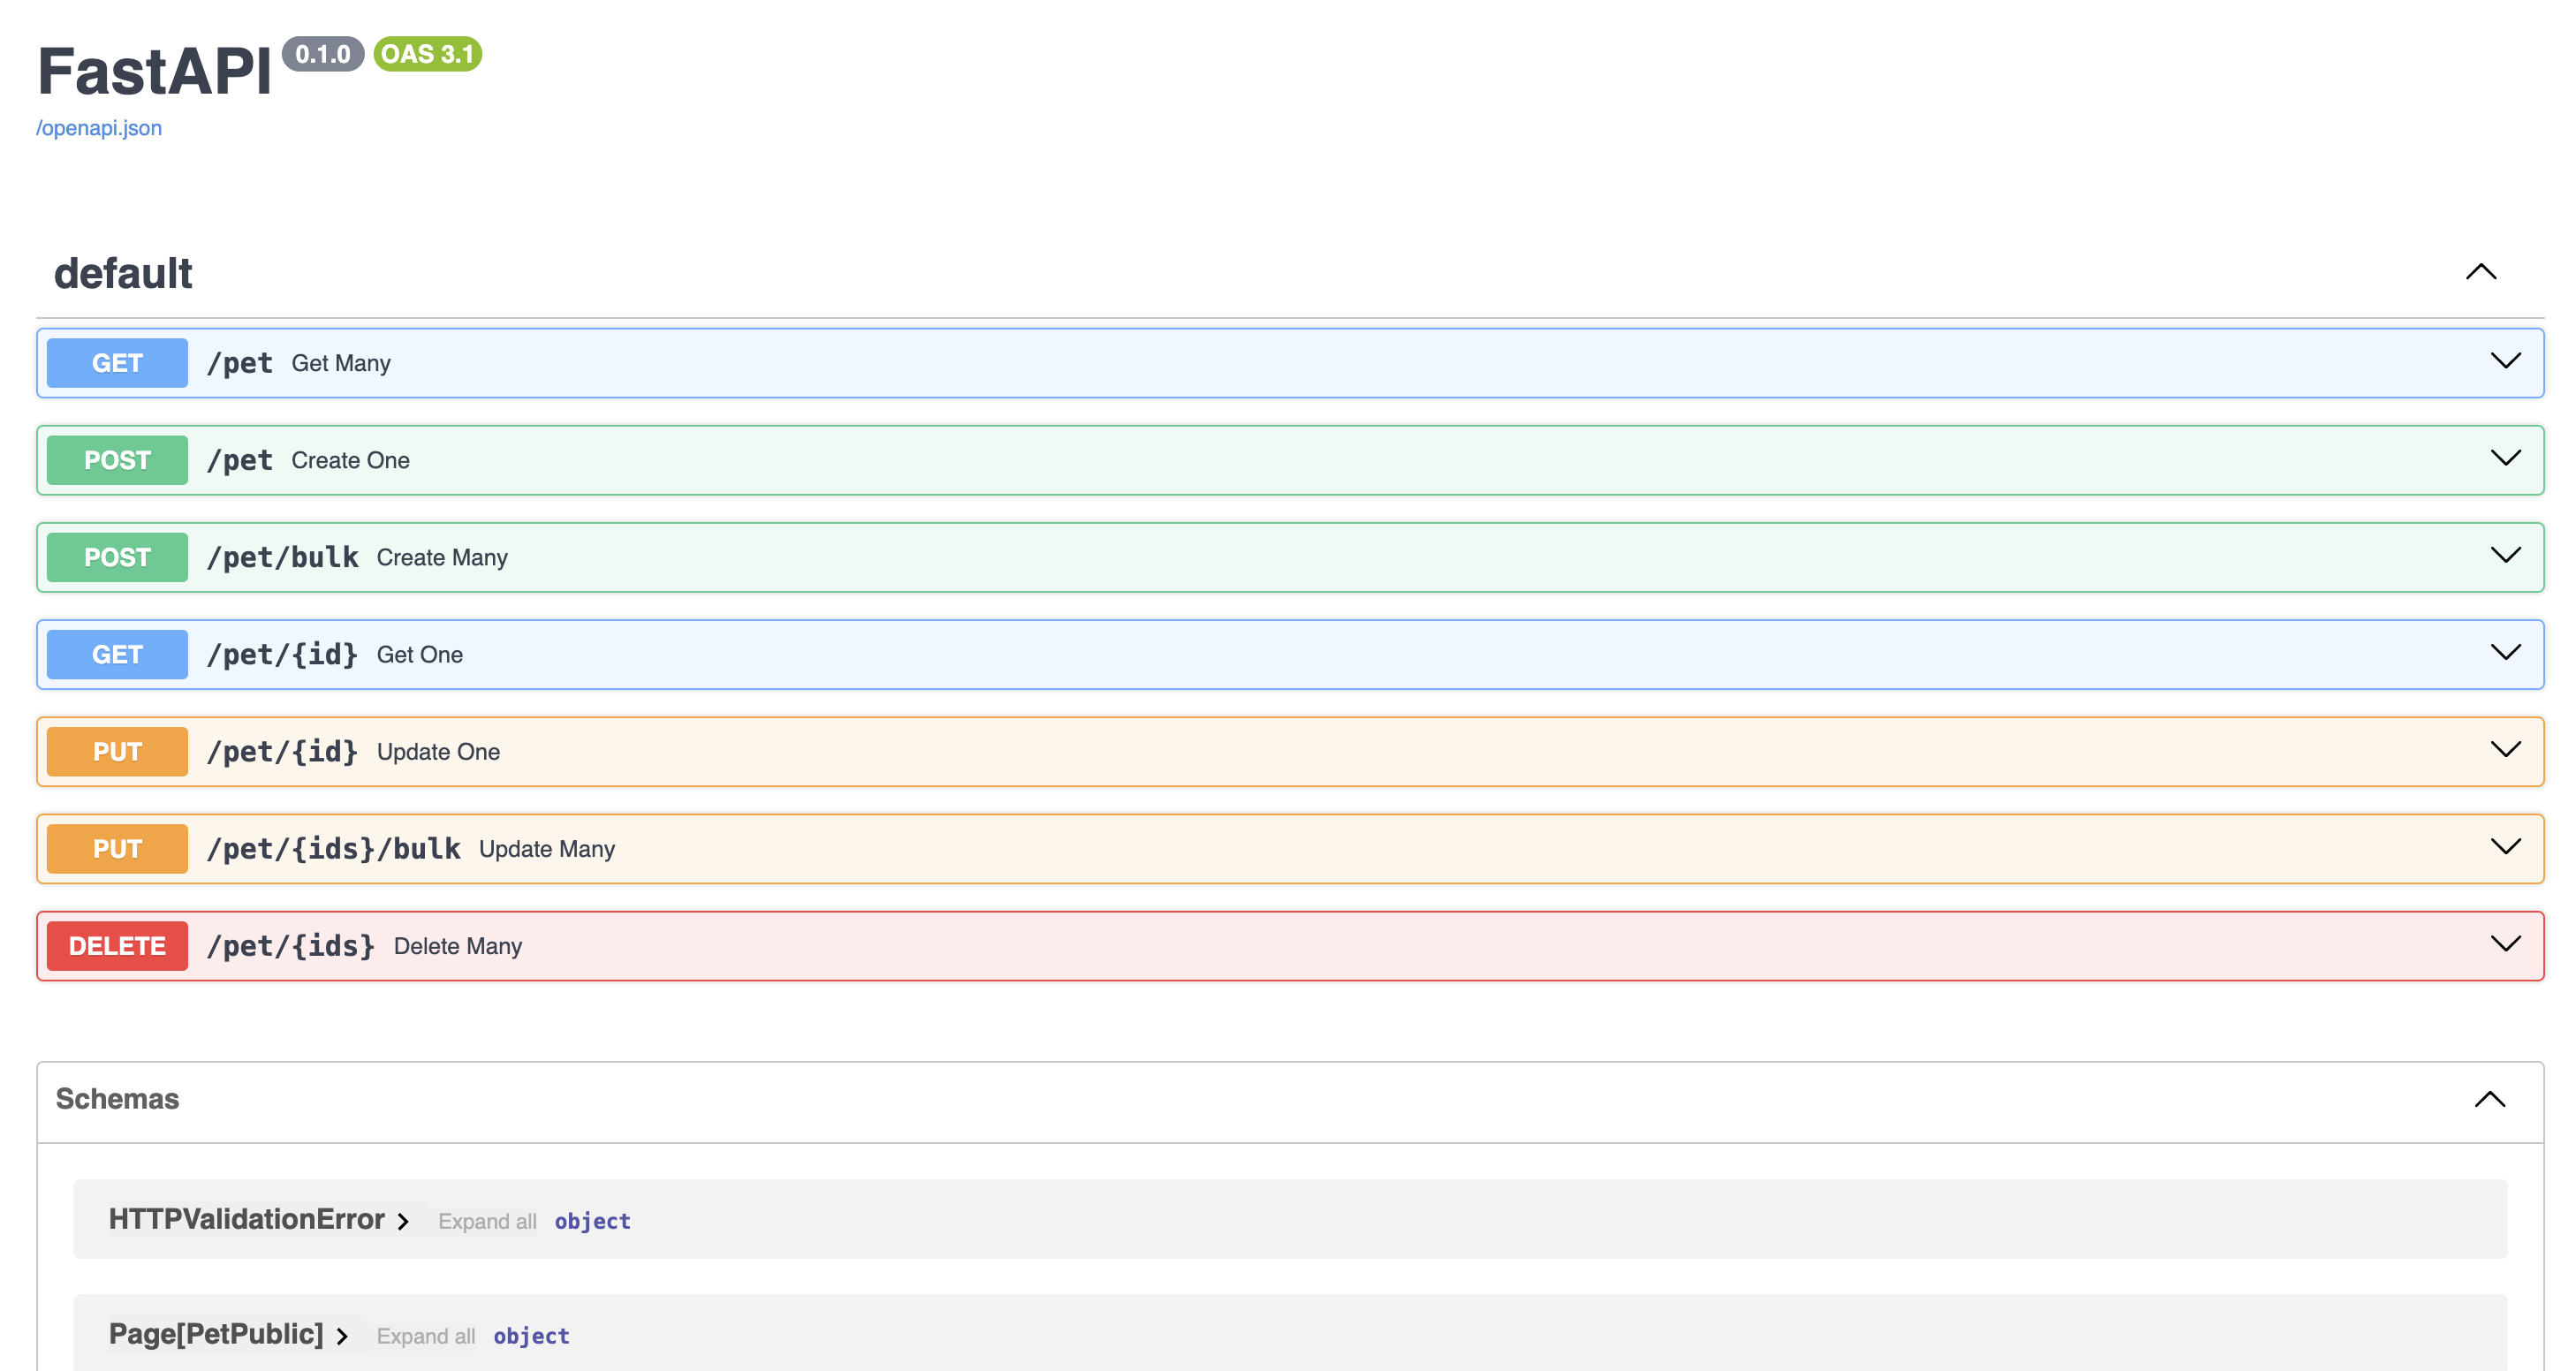 FastAPI 0.1.0 OAS 3.1
/openapi.json
default
GET /pet Get Many
POST /pet Create One
POST /pet/bulk Create Many
GET /pet/{id} Get One
PUT /pet/{id} Update One
PUT /pet/{ids}/bulk Update Many
DELETE /pet/{ids} Delete Many
Schemas
HTTPValidationError Expand all object
Page[PetPublic] Expand all object